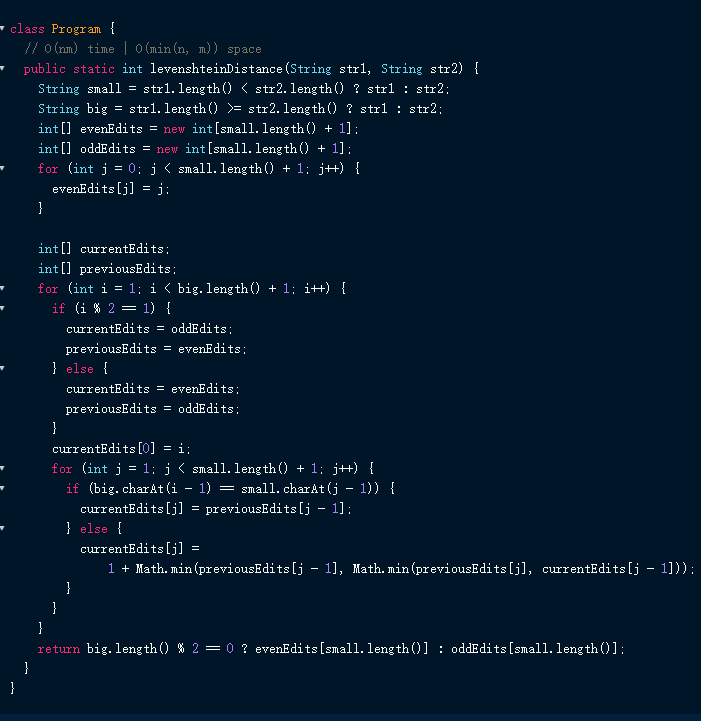 class Program {
  // O(nm) time | O(min(n, m)) space
  public static int levenshteinDistance(String str1, String str2) {
    String small = str1.length() < str2.length() ? str1 : str2;
    String big = str1.length() >= str2.length() ? str1 : str2;
    int[] evenEdits = new int[small.length() + 1];
    int[] oddEdits = new int[small.length() + 1];
    for (int j = 0; j < small.length() + 1; j++) {
      evenEdits[j] = j;
    }

    int[] currentEdits;
    int[] previousEdits;
    for (int i = 1; i < big.length() + 1; i++) {
      if (i % 2 == 1) {
        currentEdits = oddEdits;
        previousEdits = evenEdits;
      } else {
        currentEdits = evenEdits;
        previousEdits = oddEdits;
      }
      currentEdits[0] = i;
      for (int j = 1; j < small.length() + 1; j++) {
        if (big.charAt(i - 1) == small.charAt(j - 1)) {
          currentEdits[j] = previousEdits[j - 1];
        } else {
          currentEdits[j] =
              1 + Math.min(previousEdits[j - 1], Math.min(previousEdits[j], currentEdits[j - 1]));
        }
      }
    }
    return big.length() % 2 == 0 ? evenEdits[small.length()] : oddEdits[small.length()];
  }
}